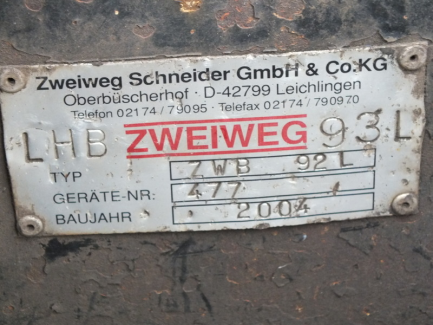 Zweiweg Schneider GmbH & Co.KG
Oberbüscherhof · D-42799 Leichlingen
Telefon 02174 / 79095 · Telefax 02174 / 790970
LHB ZWEIWEG 93L
TYP ZWB 92L
GERÄTE-NR: 477 /
BAUJAHR 2004